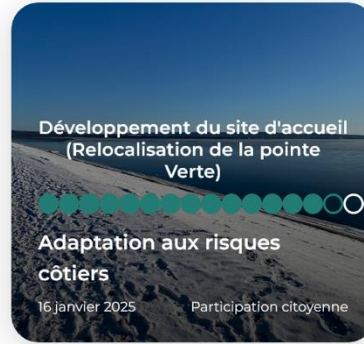 Développement du site d'accueil
(Relocalisation de la pointe
Verte)
Adaptation aux risques
côtiers
16 janvier 2025 Participation citoyenne